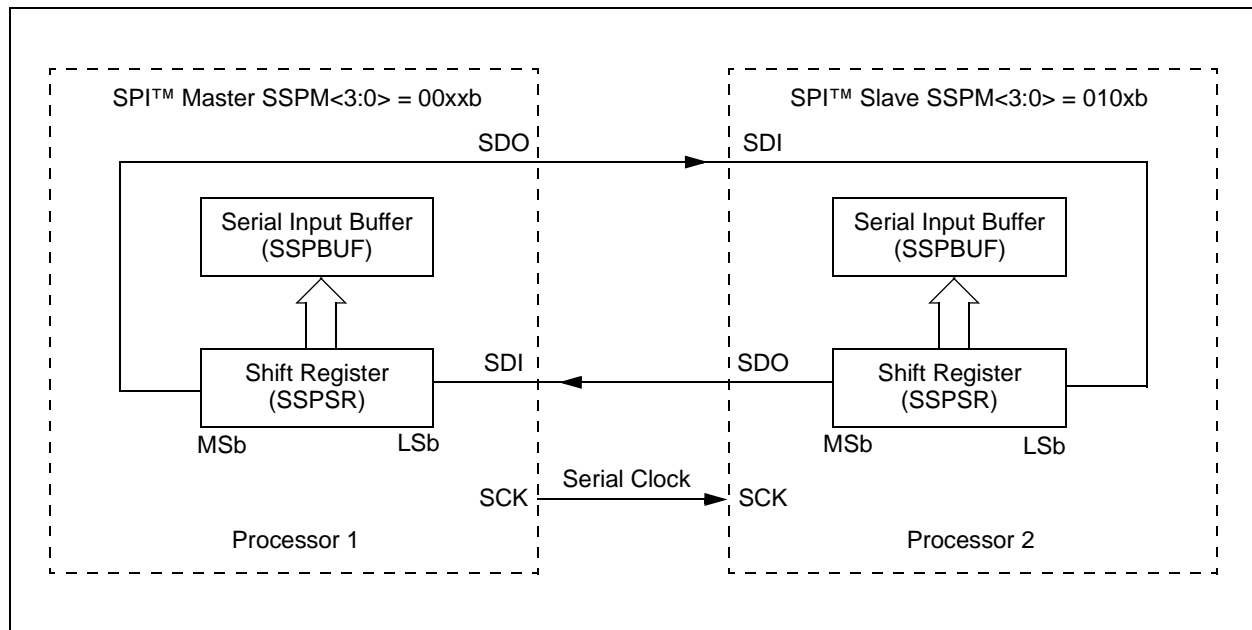 SPI™ Master SSPM<3:0> = 00xxb
SPI™ Slave SSPM<3:0> = 010xb
SDO
SDI
Serial Input Buffer
(SSPBUF)
Serial Input Buffer
(SSPBUF)
SDI
SDO
Shift Register
(SSPSR)
Shift Register
(SSPSR)
MSb
LSb
MSb
LSb
Serial Clock
SCK
SCK
Processor 1
Processor 2